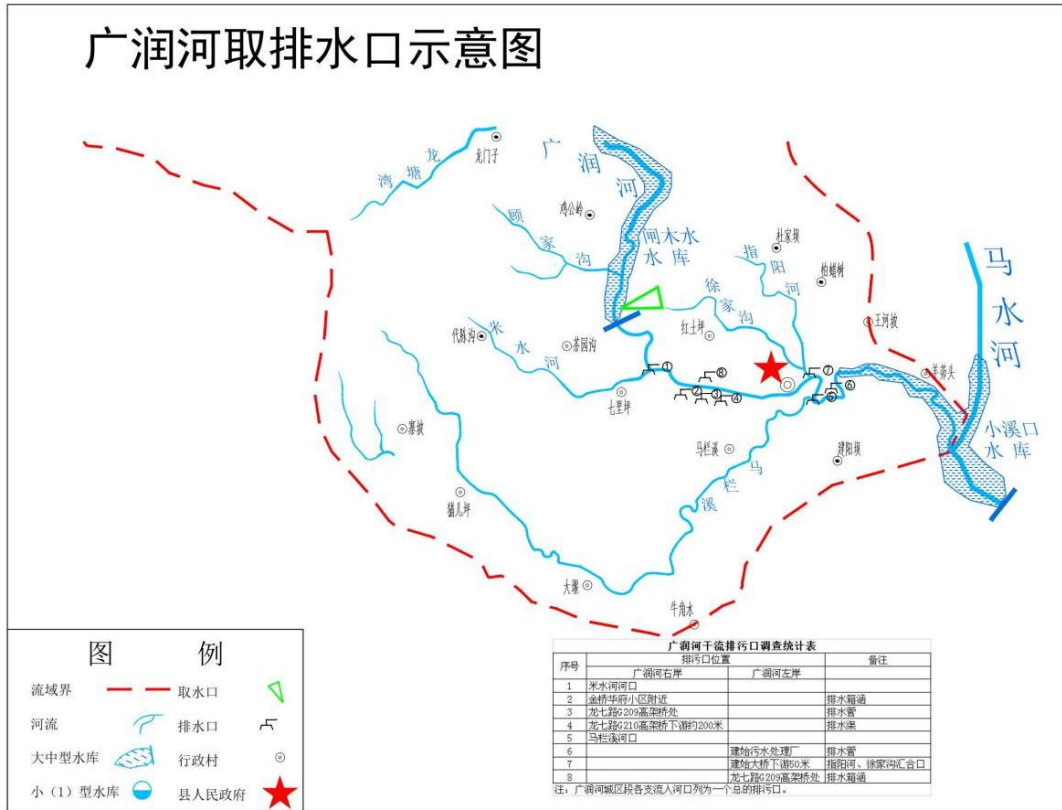 广润河取排水口示意图
龙门子
龙塘湾
广润河
鸡公岭
顾家沟
闸木水
水库
杜家坝
指阳河
柏蜡树
马水河
徐家沟
红土坪
王河坡
代陈沟
米水河
茶园沟
①
⑧
⑦
羊茆头
⑥
七里坪
②
③
④
⑤
小溪口
水库
寨坡
马栏溪
建阳坝
马栏溪
猫儿坪
大堰
牛角水
图 例
流域界 取水口
河流 排水口
大中型水库 行政村
小（1）型水库 县人民政府
广润河干流排污口调查统计表
序号 排污口位置 备注
广润河右岸 广润河左岸
1 米水河河口
2 金桥华府小区附近 排水箱涵
3 龙七路G209高架桥处 排水管
4 龙七路G210高架桥下游约200米 排水渠
5 马栏溪河口
6 建始污水处理厂 排水管
7 建始大桥下游50米 指阳河、徐家沟汇合口
8 龙七路G209高架桥处 排水箱涵
注：广润河城区段各支流入河口列为一个总的排污口。